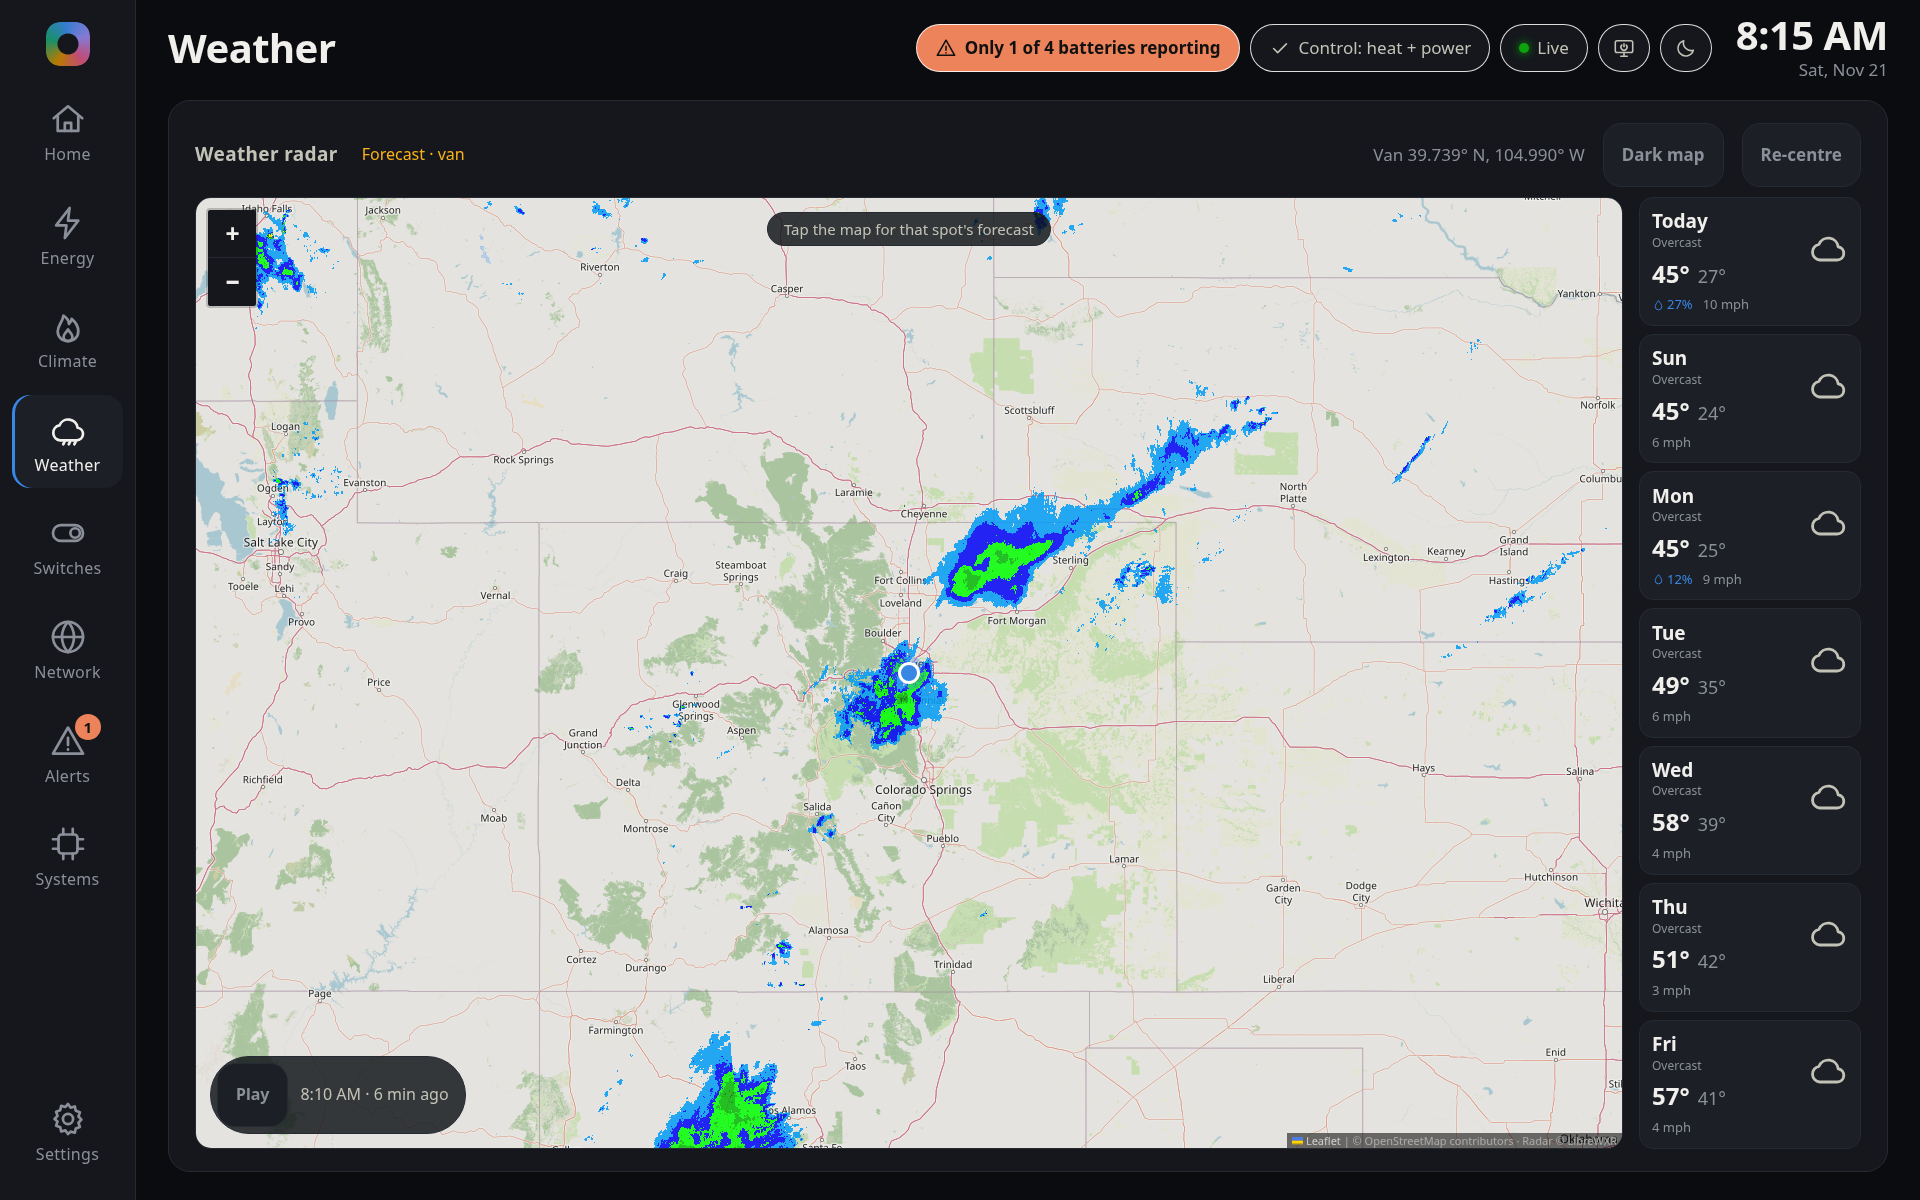 Weather
Only 1 of 4 batteries reporting
Control: heat + power
Live
8:15 AM
Sat, Nov 21
Home
Energy
Climate
Weather
Switches
Network
1
Alerts
Systems
Settings
Weather radar
Forecast · van
Van 39.739° N, 104.990° W
Dark map
Re-centre
+
−
Tap the map for that spot's forecast
Idaho Falls
Jackson
Riverton
Casper
Mitchell
Yankton
Scottsbluff
Norfolk
Logan
Rock Springs
Evanston
Ogden
Laramie
North
Platte
Columbu
Cheyenne
Layton
Salt Lake City
Grand
Island
Sandy
Sterling
Lexington
Kearney
Steamboat
Springs
Craig
Fort Collins
Tooele
Lehi
Vernal
Hastings
Loveland
Provo
Fort Morgan
Boulder
Price
Glenwood
Springs
Aspen
Grand
Junction
Hays
Salina
Richfield
Delta
Colorado Springs
Salida
Cañon
City
Moab
Montrose
Pueblo
Lamar
Hutchinson
Garden
City
Dodge
City
Wichita
Alamosa
Cortez
Durango
Trinidad
Liberal
Page
Farmington
Taos
Enid
Los Alamos
Santa Fe
Play
8:10 AM · 6 min ago
Leaflet | © OpenStreetMap contributors · Radar © LibreWXR
Today
Overcast
45° 27°
27% 10 mph
Sun
Overcast
45° 24°
6 mph
Mon
Overcast
45° 25°
12% 9 mph
Tue
Overcast
49° 35°
6 mph
Wed
Overcast
58° 39°
4 mph
Thu
Overcast
51° 42°
3 mph
Fri
Overcast
57° 41°
4 mph